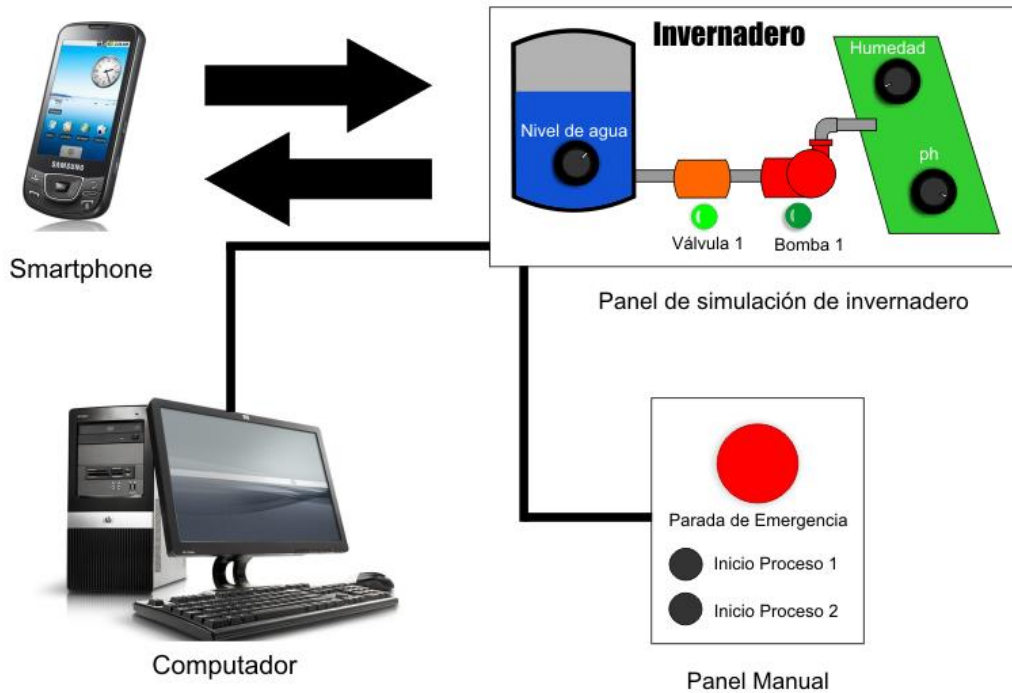 Invernadero
Humedad
Nivel de agua
ph
Válvula 1
Bomba 1
SAMSUNG
Smartphone
Panel de simulación de invernadero
Parada de Emergencia
Inicio Proceso 1
Inicio Proceso 2
Computador
Panel Manual